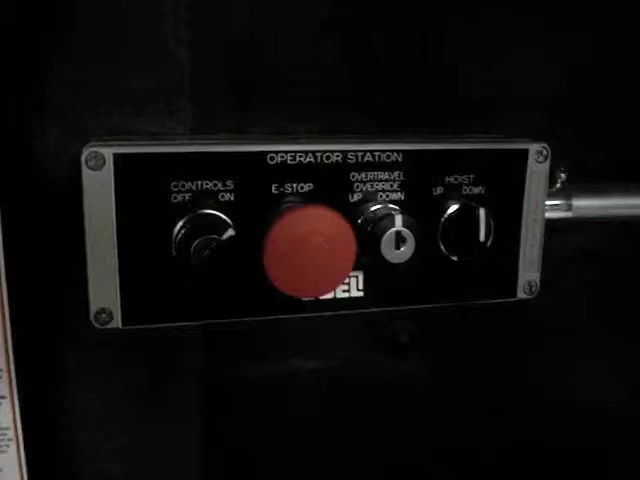 OPERATOR STATION
CONTROLS
OFF ON
E-STOP
OVERTRAVEL
OVERRIDE
UP DOWN
HOIST
UP DOWN